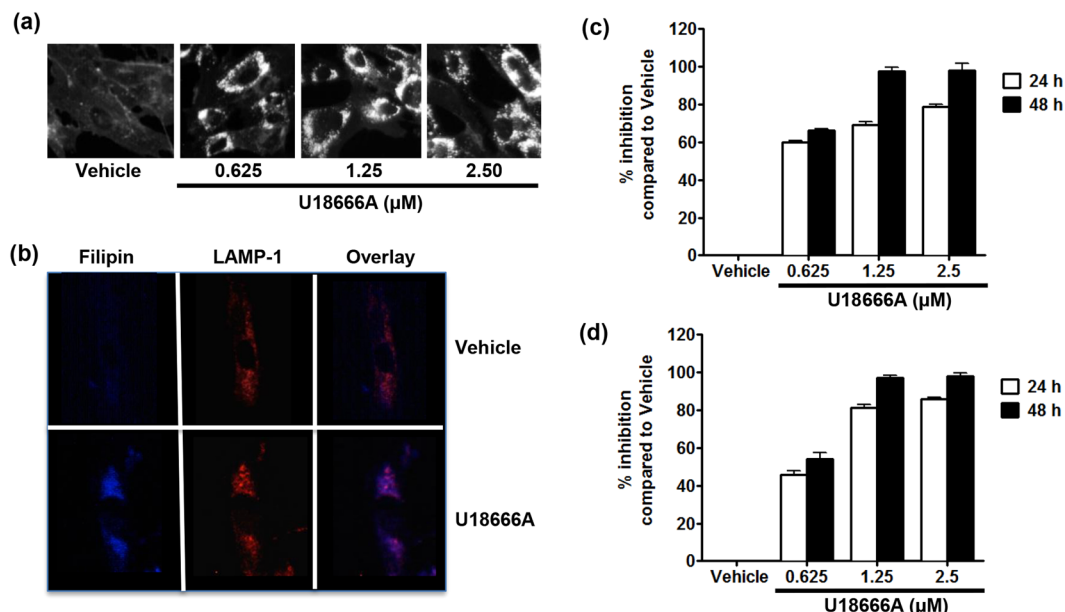 (a)
Vehicle 0.625 1.25 2.50
U18666A (µM)
(b)
Filipin LAMP-1 Overlay
Vehicle
U18666A
(c)
% inhibition
compared to Vehicle
120
100
80
60
40
20
0
Vehicle 0.625 1.25 2.5
U18666A (µM)
24 h
48 h
(d)
% inhibition
compared to Vehicle
120
100
80
60
40
20
0
Vehicle 0.625 1.25 2.5
U18666A (µM)
24 h
48 h